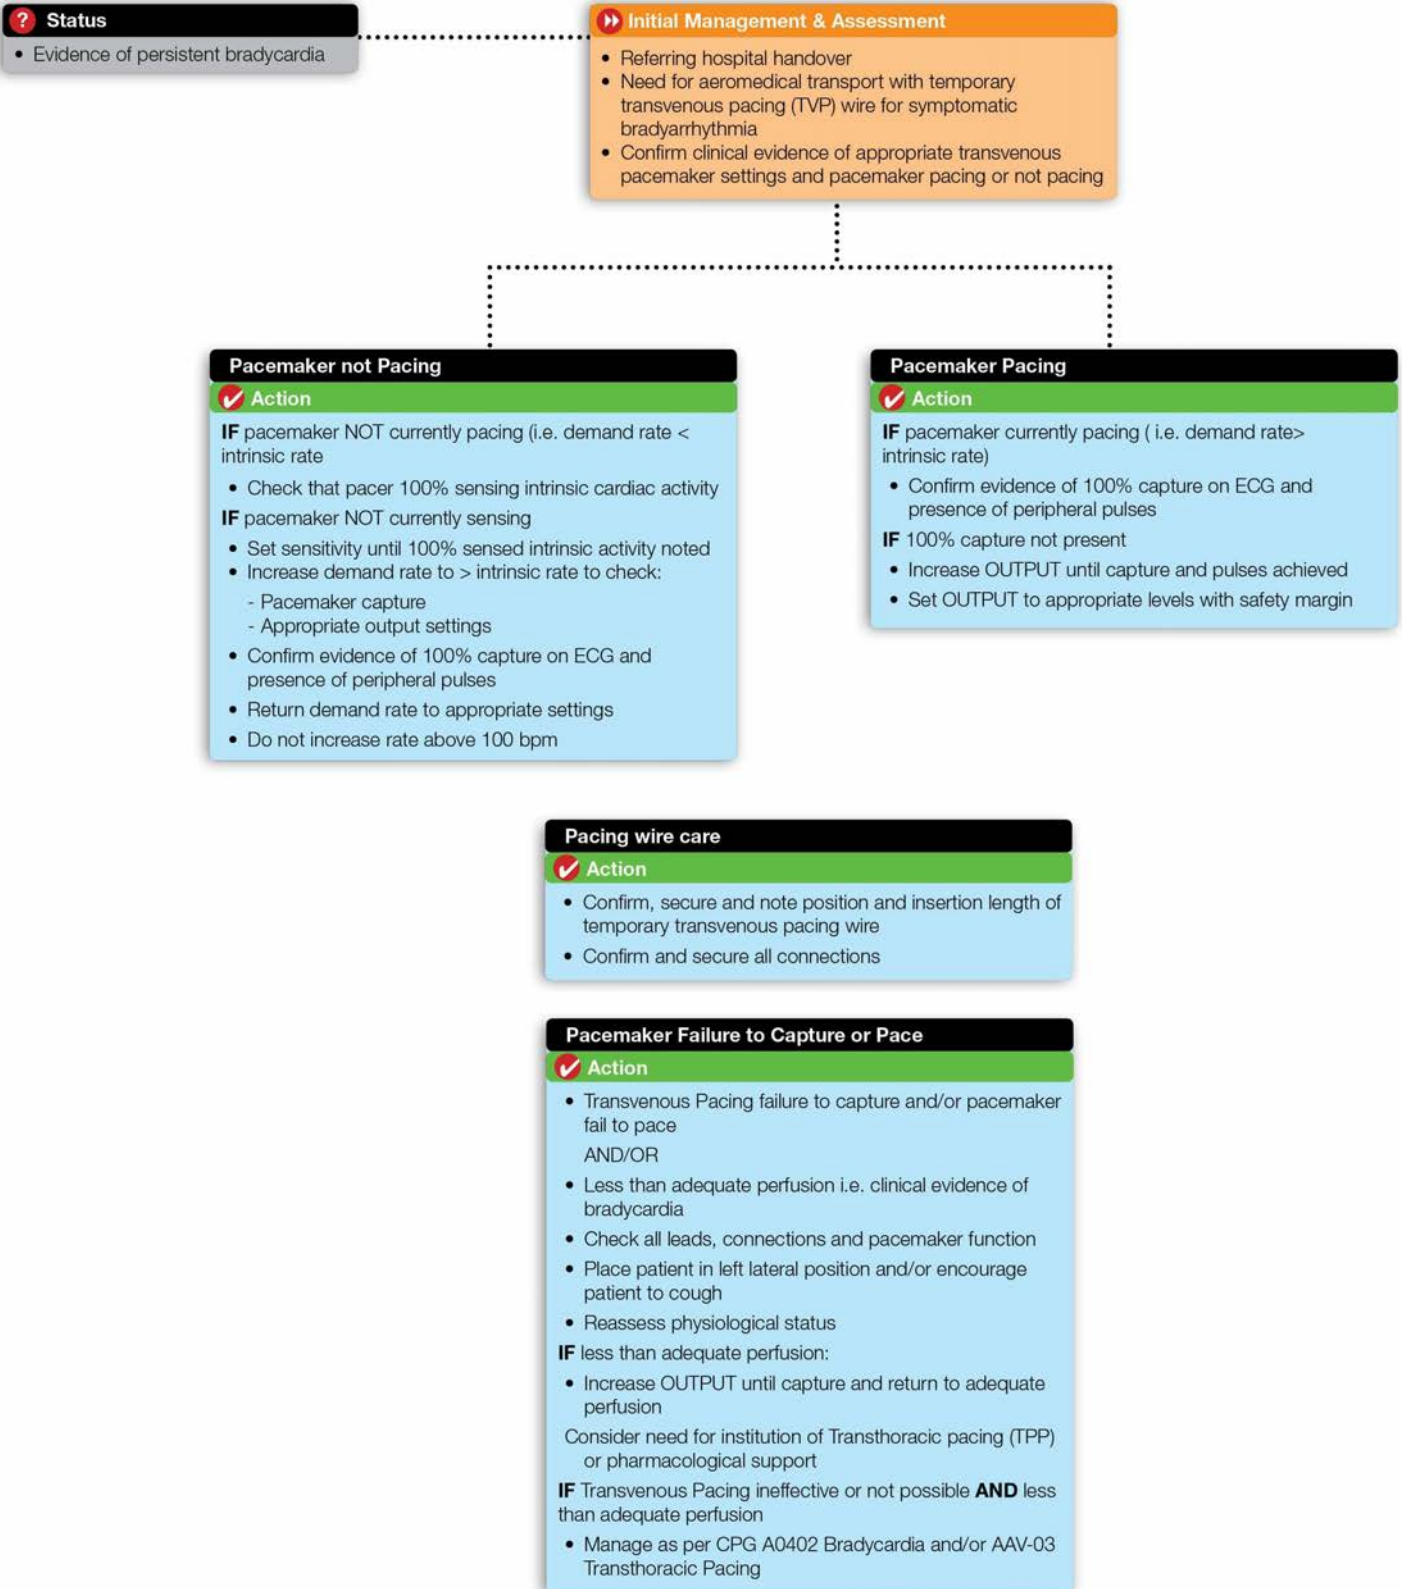 ? Status
• Evidence of persistent bradycardia
Initial Management & Assessment
• Referring hospital handover
• Need for aeromedical transport with temporary
transvenous pacing (TVP) wire for symptomatic
bradyarrhythmia
• Confirm clinical evidence of appropriate transvenous
pacemaker settings and pacemaker pacing or not pacing
Pacemaker not Pacing
Action
IF pacemaker NOT currently pacing (i.e. demand rate <
intrinsic rate
• Check that pacer 100% sensing intrinsic cardiac activity
IF pacemaker NOT currently sensing
• Set sensitivity until 100% sensed intrinsic activity noted
• Increase demand rate to > intrinsic rate to check:
- Pacemaker capture
- Appropriate output settings
• Confirm evidence of 100% capture on ECG and
presence of peripheral pulses
• Return demand rate to appropriate settings
• Do not increase rate above 100 bpm
Pacemaker Pacing
Action
IF pacemaker currently pacing ( i.e. demand rate>
intrinsic rate)
• Confirm evidence of 100% capture on ECG and
presence of peripheral pulses
IF 100% capture not present
• Increase OUTPUT until capture and pulses achieved
• Set OUTPUT to appropriate levels with safety margin
Pacing wire care
Action
• Confirm, secure and note position and insertion length of
temporary transvenous pacing wire
• Confirm and secure all connections
Pacemaker Failure to Capture or Pace
Action
• Transvenous Pacing failure to capture and/or pacemaker
fail to pace
AND/OR
• Less than adequate perfusion i.e. clinical evidence of
bradycardia
• Check all leads, connections and pacemaker function
• Place patient in left lateral position and/or encourage
patient to cough
• Reassess physiological status
IF less than adequate perfusion:
• Increase OUTPUT until capture and return to adequate
perfusion
Consider need for institution of Transthoracic pacing (TPP)
or pharmacological support
IF Transvenous Pacing ineffective or not possible AND less
than adequate perfusion
• Manage as per CPG A0402 Bradycardia and/or AAV-03
Transthoracic Pacing